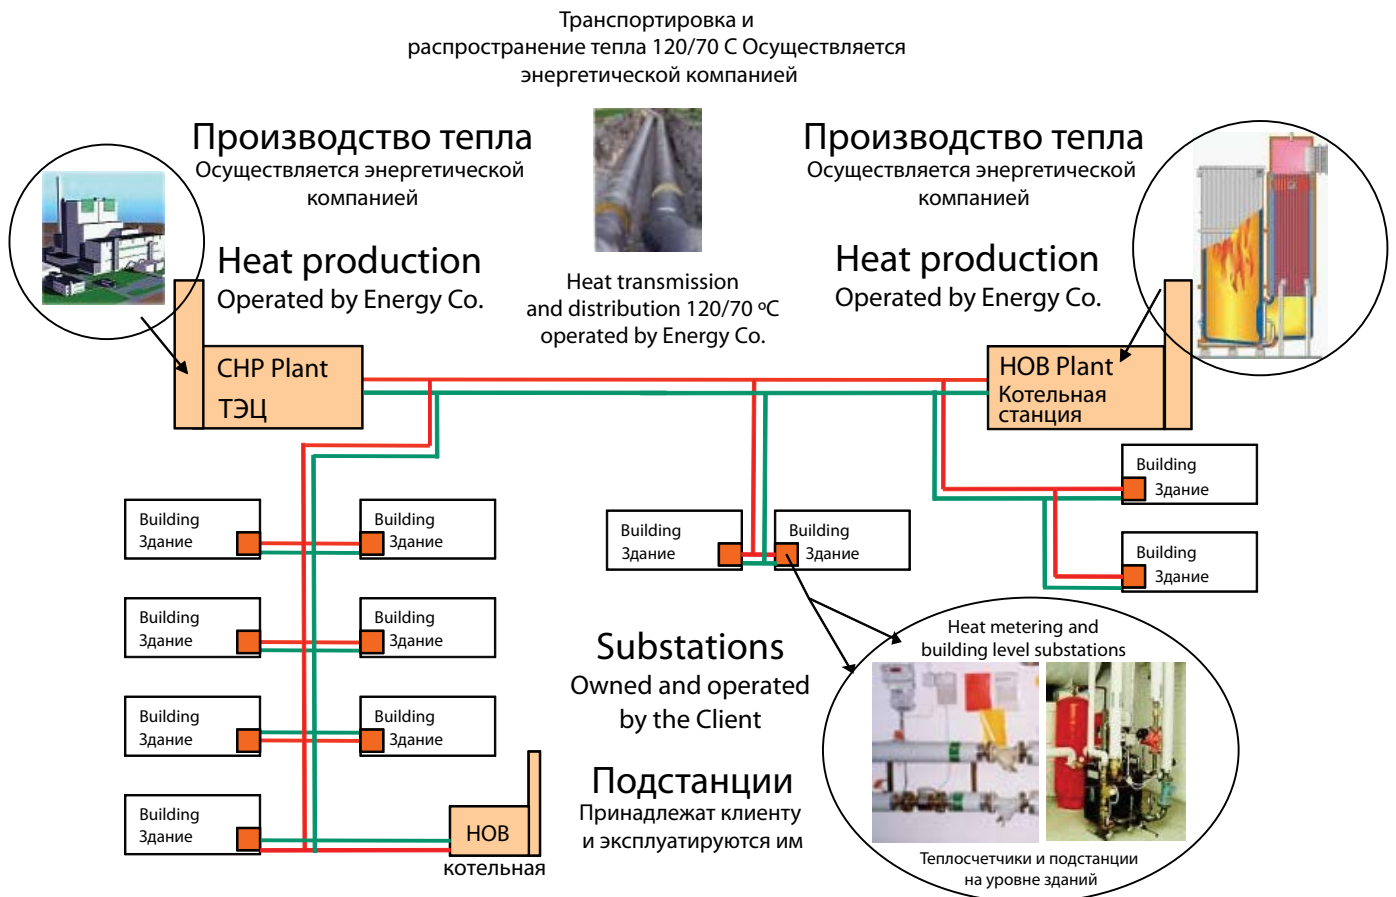 Транспортировка и
распространение тепла 120/70 C Осуществляется
энергетической компанией
Производство тепла
Осуществляется энергетической
компанией
Heat production
Operated by Energy Co.
Heat transmission
and distribution 120/70 ºC
operated by Energy Co.
Производство тепла
Осуществляется энергетической
компанией
Heat production
Operated by Energy Co.
CHP Plant
ТЭЦ
HOB Plant
Котельная
станция
Building
Здание
Building
Здание
Building
Здание
Building
Здание
Building
Здание
Building
Здание
Building
Здание
HOB
котельная
Building
Здание
Building
Здание
Building
Здание
Building
Здание
Substations
Owned and operated
by the Client
Подстанции
Принадлежат клиенту
и эксплуатируются им
Heat metering and
building level substations
Теплосчетчики и подстанции
на уровне зданий